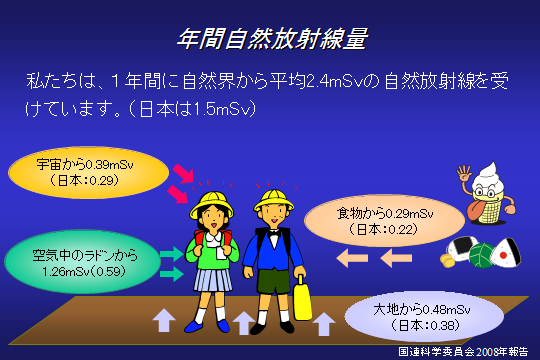 年間自然放射線量
私たちは、1年間に自然界から平均2.4mSvの自然放射線を受
けています。(日本は1.5mSv)
宇宙から0.39mSv
(日本:0.29)
食物から0.29mSv
(日本:0.22)
空気中のラドンから
1.26mSv(0.59)
大地から0.48mSv
(日本:0.38)
国連科学委員会2008年報告